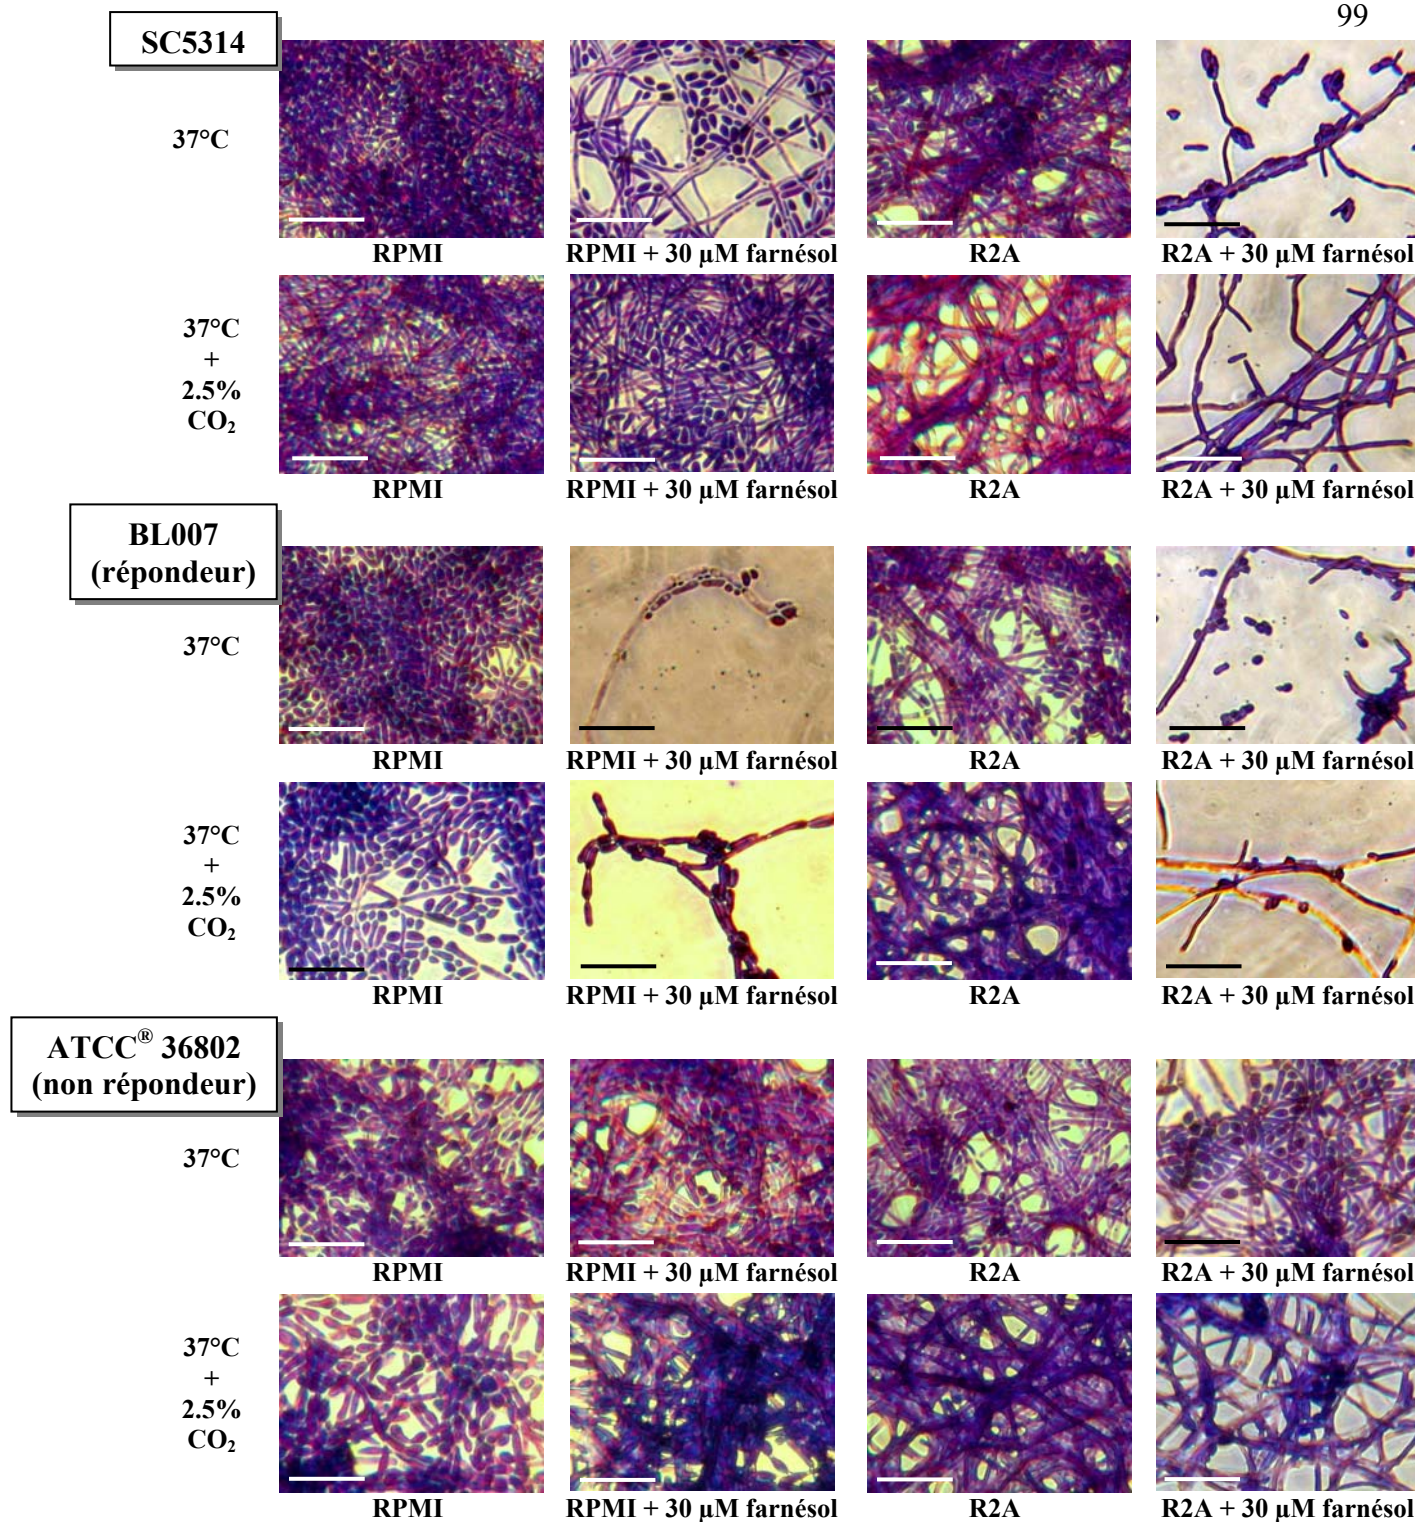 99
SC5314
37°C
RPMI
RPMI + 30 µM farnésol
R2A
R2A + 30 µM farnésol
37°C
+
2.5%
CO₂
RPMI
RPMI + 30 µM farnésol
R2A
R2A + 30 µM farnésol
BL007
(répondeur)
37°C
RPMI
RPMI + 30 µM farnésol
R2A
R2A + 30 µM farnésol
37°C
+
2.5%
CO₂
RPMI
RPMI + 30 µM farnésol
R2A
R2A + 30 µM farnésol
ATCC® 36802
(non répondeur)
37°C
RPMI
RPMI + 30 µM farnésol
R2A
R2A + 30 µM farnésol
37°C
+
2.5%
CO₂
RPMI
RPMI + 30 µM farnésol
R2A
R2A + 30 µM farnésol